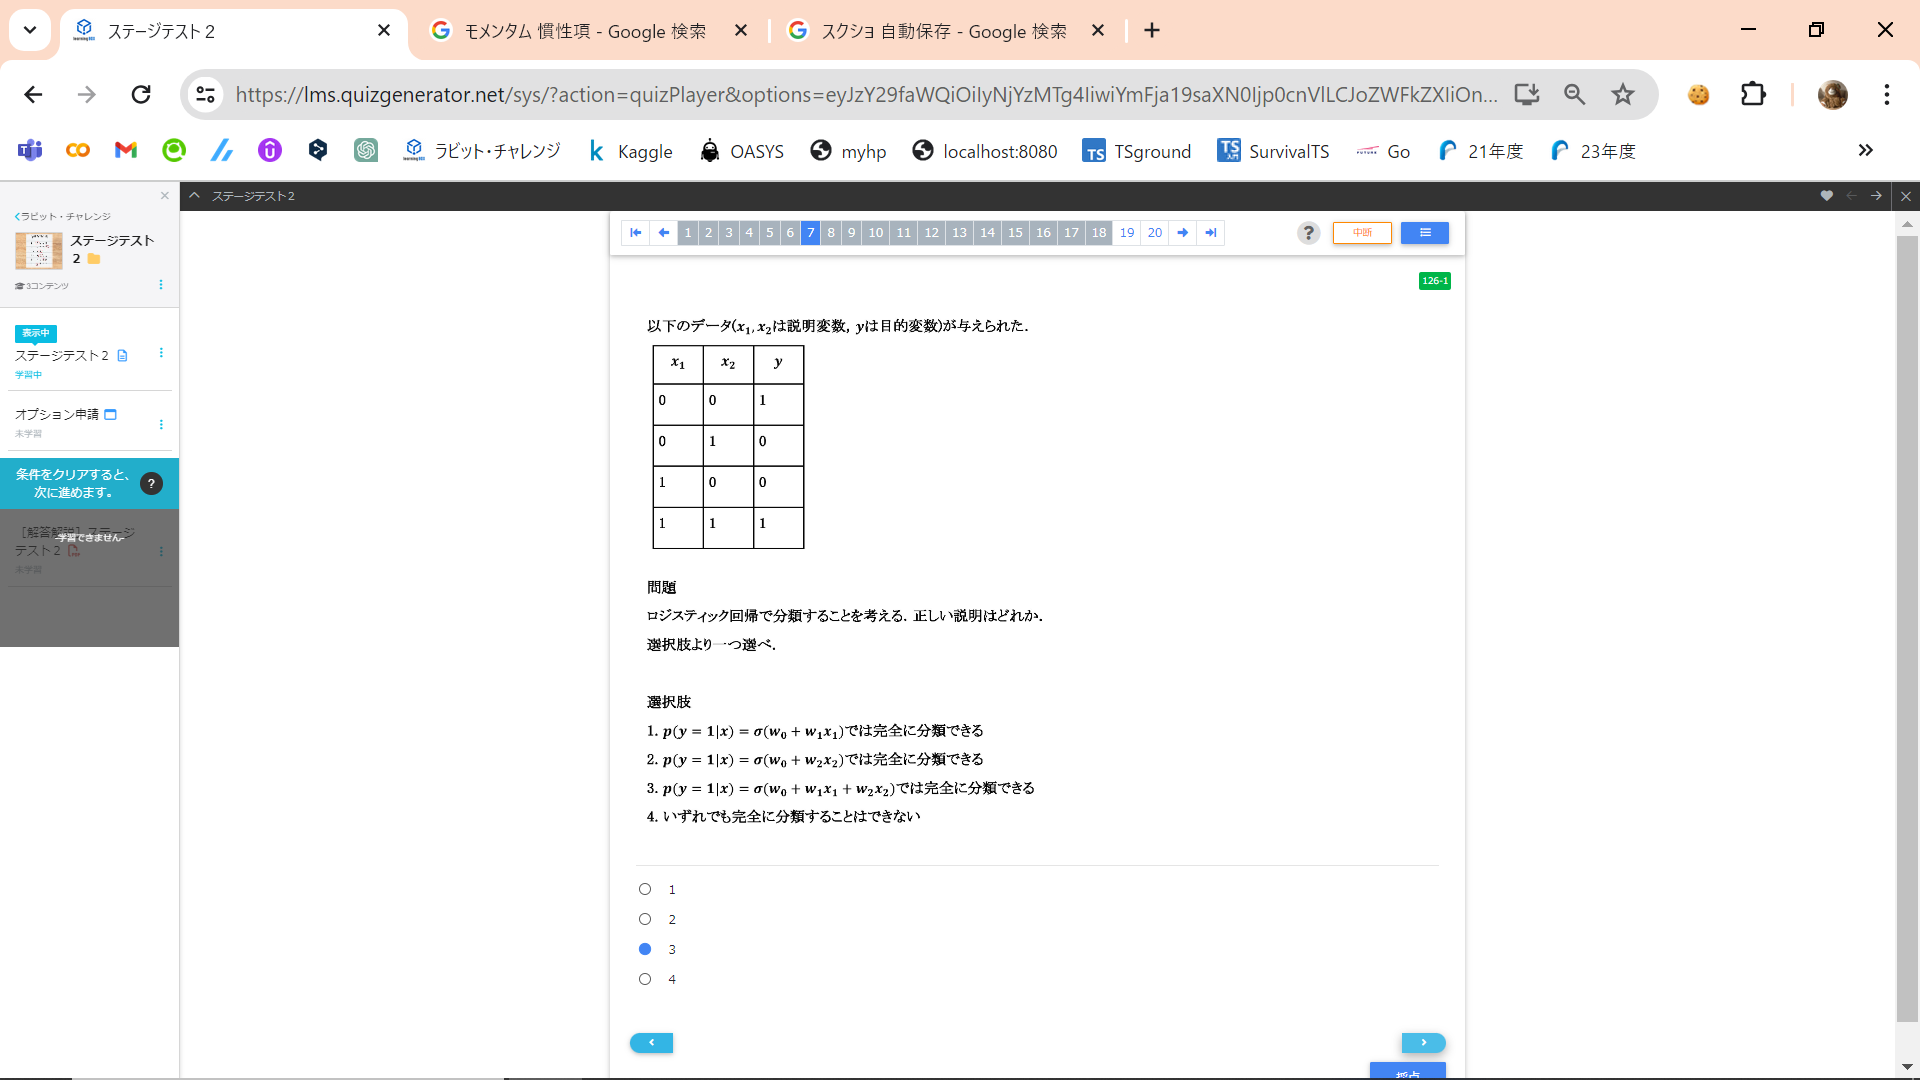 ステージテスト２
モメンタム 慣性項 - Google 検索
スクショ 自動保存 - Google 検索
https://lms.quizgenerator.net/sys/?action=quizPlayer&options=eyJzY29faWQiOiIyNjYzMTg4IiwiYmFja19saXN0Ijp0cnVlLCJoZWFkZXIiOn...
ラビット・チャレンジ
Kaggle
OASYS
myhp
localhost:8080
TSground
SurvivalTS
Go
21年度
23年度
ステージテスト２
ラビット・チャレンジ
ステージテスト
２
3コンテンツ
表示中
ステージテスト２
学習中
オプション申請
未学習
条件をクリアすると、
次に進めます。
?
［解答解説］ステージ
テスト２
-学習できません-
未学習
1 2 3 4 5 6 7 8 9 10 11 12 13 14 15 16 17 18 19 20
?
中断
126-1
以下のデータ(x₁, x₂は説明変数, yは目的変数)が与えられた.
x₁ x₂ y
0 0 1
0 1 0
1 0 0
1 1 1
問題
ロジスティック回帰で分類することを考える. 正しい説明はどれか.
選択肢より一つ選べ.
選択肢
1. p(y = 1|x) = σ(w₀ + w₁x₁)では完全に分類できる
2. p(y = 1|x) = σ(w₀ + w₂x₂)では完全に分類できる
3. p(y = 1|x) = σ(w₀ + w₁x₁ + w₂x₂)では完全に分類できる
4. いずれでも完全に分類することはできない
1
2
3
4
採点